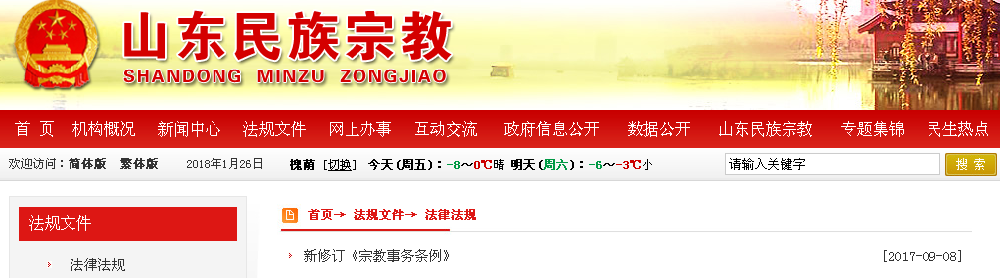 山东民族宗教
SHANDONG MINZU ZONGJIAO
首 页 机构概况 新闻中心 法规文件 网上办事 互动交流 政府信息公开 数据公开 山东民族宗教 专题集锦 民生热点
欢迎访问：简体版 繁体版 2018年1月26日 槐荫 [切换] 今天(周五)：-8～0℃晴 明天(周六)：-6～-3℃小 请输入关键字 搜 索
法规文件
首页→ 法规文件→ 法律法规
法律法规
新修订《宗教事务条例》 [2017-09-08]